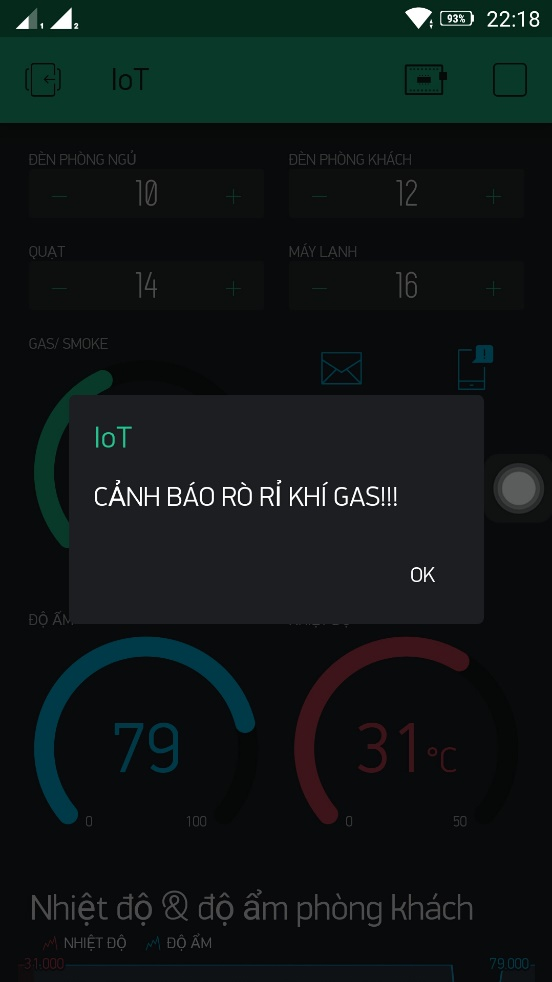 1 2 93% 22:18
IoT
ĐÈN PHÒNG NGỦ ĐÈN PHÒNG KHÁCH
− 10 + − 12 +
QUẠT MÁY LẠNH
− 14 + − 16 +
GAS/ SMOKE
IoT
CẢNH BÁO RÒ RỈ KHÍ GAS!!!
OK
ĐỘ ẨM
79 31°C
0 100 0 50
Nhiệt độ & độ ẩm phòng khách
NHIỆT ĐỘ ĐỘ ẨM
31.000 79.000